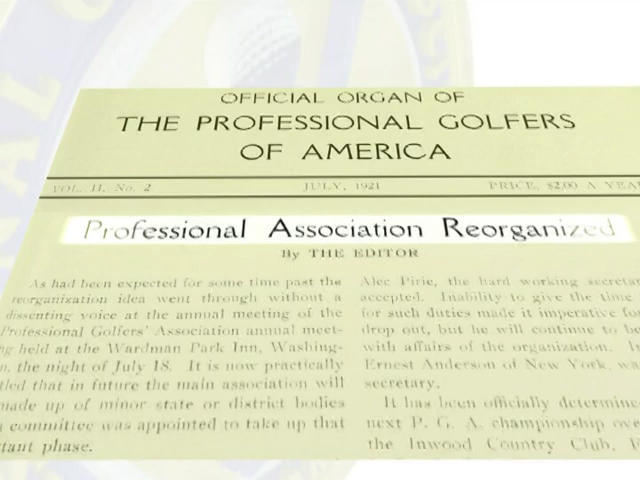 OFFICIAL ORGAN OF
THE PROFESSIONAL GOLFERS
OF AMERICA
VOL. II, No. 2 JULY, 1921 PRICE, $2.00 A YEA
Professional Association Reorganized
By THE EDITOR
As had been expected for some time past the
reorganization idea went through without a
dissenting voice at the annual meeting of the
Professional Golfers' Association annual meet-
ng held at the Wardman Park Inn, Washing-
n, the night of July 18. It is now practically
tled that in future the main association will
made up of minor state or district bodies
a committee was appointed to take up that
tant phase.
Alec Pirie, the hard working secretar
accepted. Inability to give the time
for such duties made it imperative fo
drop out, but he will continue to b
with affairs of the organization. I
Ernest Anderson of New York, wa
secretary.
It has been officially determine
next P. G. A. championship ove
the Inwood Country Club, F